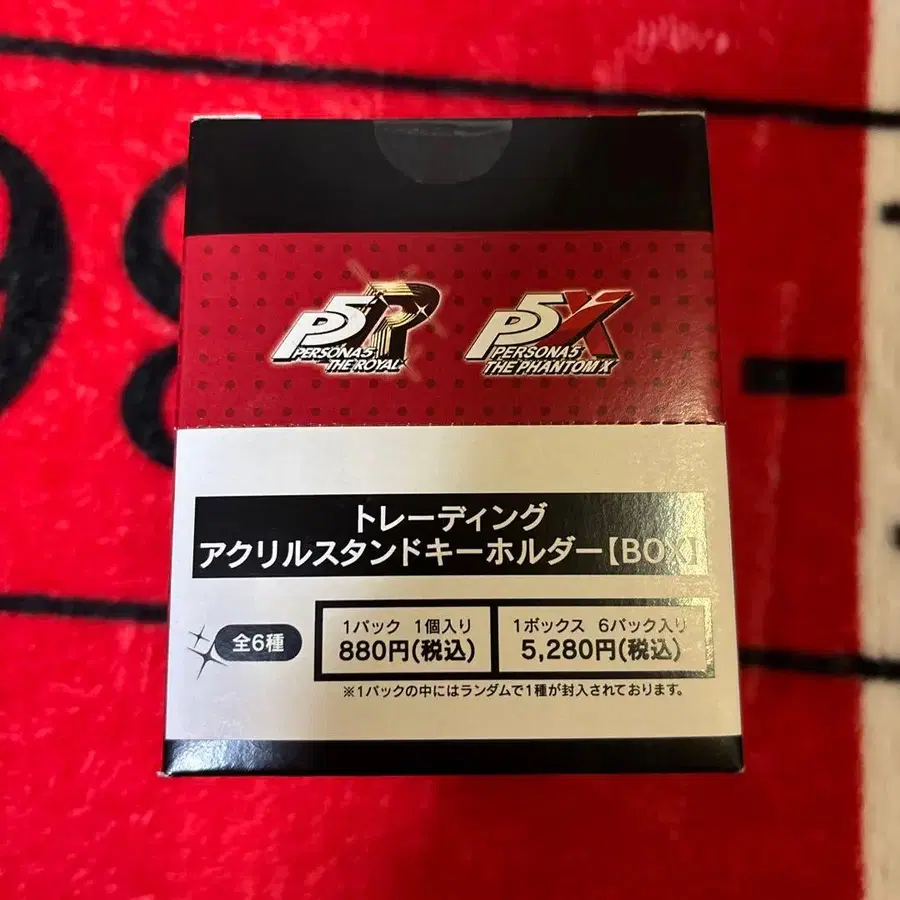 98
P5R
PERSONA5
THE ROYAL
P5X
PERSONA5
THE PHANTOM X
トレーディング
アクリルスタンドキーホルダー【BOX】
全6種
1パック 1個入り
880円(税込)
1ボックス 6パック入り
5,280円(税込)
※1パックの中にはランダムで1種が封入されております。